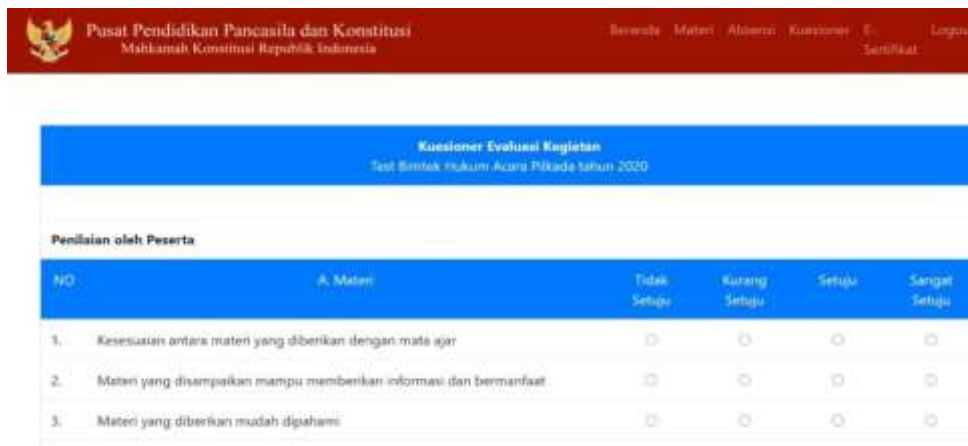 Pusat Pendidikan Pancasila dan Konstitusi
Mahkamah Konstitusi Republik Indonesia
Beranda Materi Absensi Kuesioner E-Sertifikat
Kuesioner Evaluasi Kegiatan
Test Bimtek Hukum Acara Pilkada tahun 2020
Penilaian oleh Peserta
NO A. Materi Tidak Setuju Kurang Setuju Setuju Sangat Setuju
1. Kesesuaian antara materi yang diberikan dengan mata ajar
2. Materi yang disampaikan mampu memberikan informasi dan bermanfaat
3. Materi yang diberikan mudah dipahami